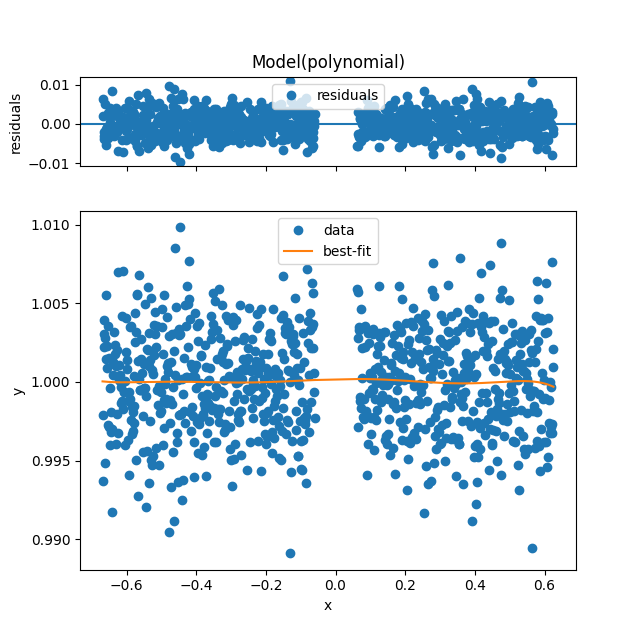 Model(polynomial)
0.01
0.00
−0.01
residuals
residuals
1.010
1.005
1.000
0.995
0.990
y
data
best-fit
−0.6
−0.4
−0.2
0.0
0.2
0.4
0.6
x